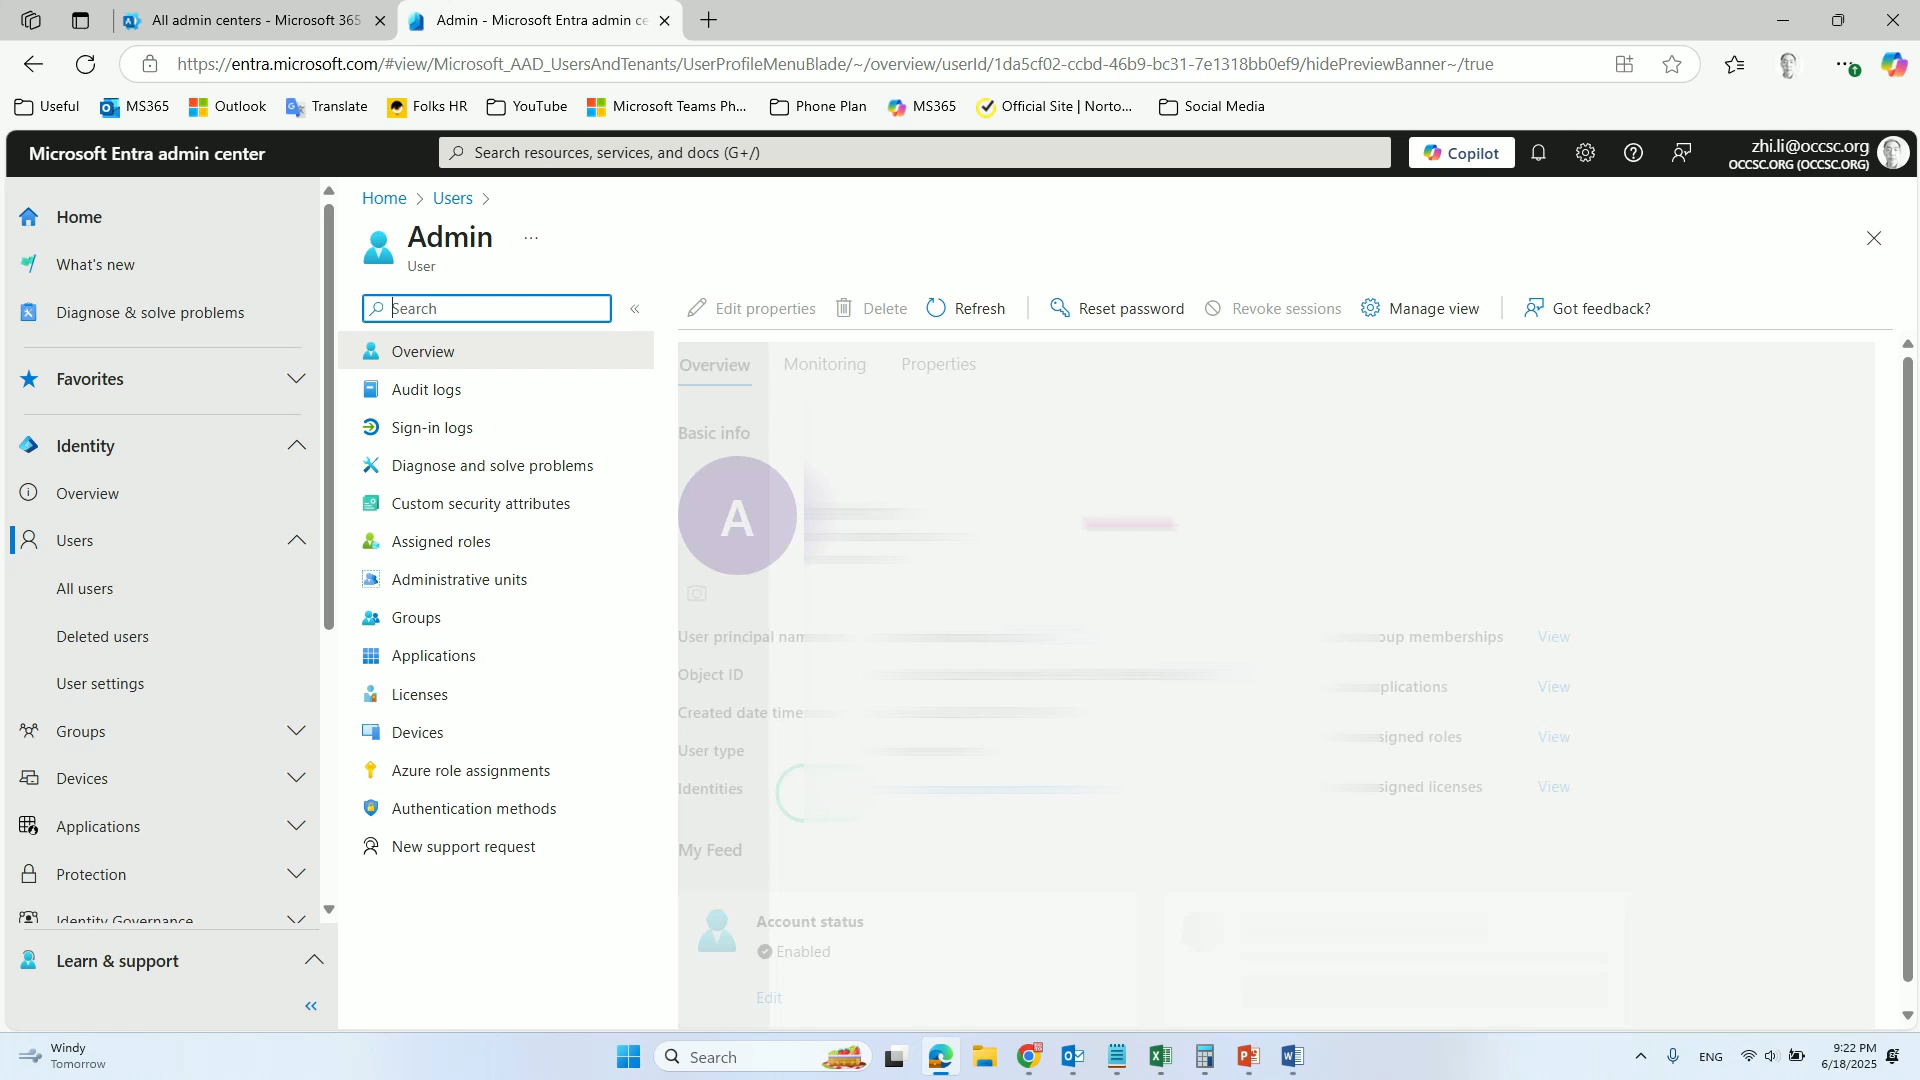 All admin centers - Microsoft 365
Admin - Microsoft Entra admin ce
https://entra.microsoft.com/#view/Microsoft_AAD_UsersAndTenants/UserProfileMenuBlade/~/overview/userId/1da5cf02-ccbd-46b9-bc31-7e1318bb0ef9/hidePreviewBanner~/true
Useful MS365 Outlook Translate Folks HR YouTube Microsoft Teams Ph... Phone Plan MS365 Official Site | Norto... Social Media
Microsoft Entra admin center
Search resources, services, and docs (G+/)
Copilot
zhi.li@occsc.org
OCCSC.ORG (OCCSC.ORG)
Home
What's new
Diagnose & solve problems
Favorites
Identity
Overview
Users
All users
Deleted users
User settings
Groups
Devices
Applications
Protection
Identity Governance
Learn & support
Home > Users >
Admin ...
User
Search
Overview
Audit logs
Sign-in logs
Diagnose and solve problems
Custom security attributes
Assigned roles
Administrative units
Groups
Applications
Licenses
Devices
Azure role assignments
Authentication methods
New support request
Edit properties Delete Refresh Reset password Revoke sessions Manage view Got feedback?
Overview Monitoring Properties
Basic info
A
User principal nam
oup memberships View
Object ID
plications View
Created date time
signed roles View
User type
Identities
signed licenses View
My Feed
Account status
Enabled
Edit
Windy
Tomorrow
Search
ENG
9:22 PM
6/18/2025